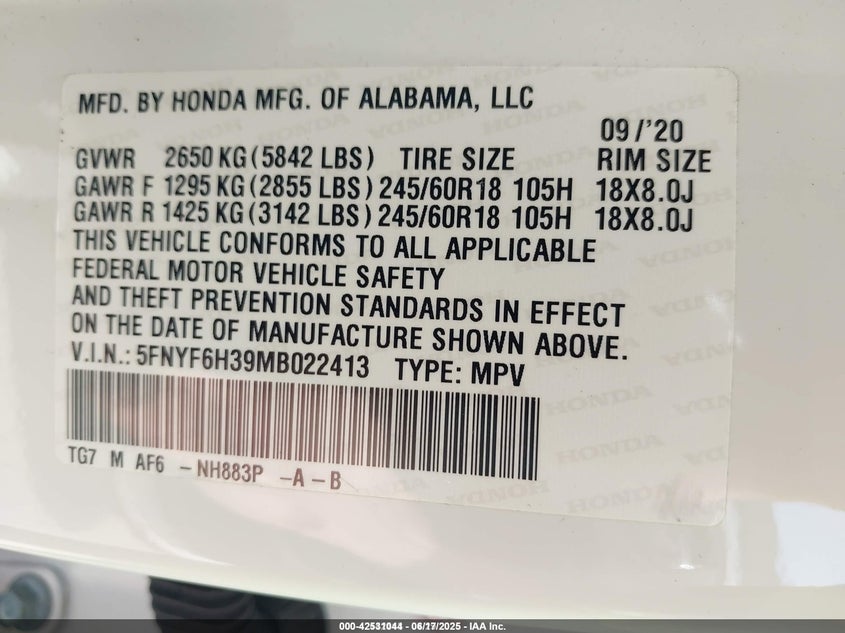 MFD. BY HONDA MFG. OF ALABAMA, LLC
09/'20
GVWR 2650 KG (5842 LBS) TIRE SIZE RIM SIZE
GAWR F 1295 KG (2855 LBS) 245/60R18 105H 18X8.0J
GAWR R 1425 KG (3142 LBS) 245/60R18 105H 18X8.0J
THIS VEHICLE CONFORMS TO ALL APPLICABLE
FEDERAL MOTOR VEHICLE SAFETY
AND THEFT PREVENTION STANDARDS IN EFFECT
ON THE DATE OF MANUFACTURE SHOWN ABOVE.
V.I.N.: 5FNYF6H39MB022413 TYPE: MPV
TG7 M AF6 - NH883P - A - B
HONDA
000-42531044 - 06/17/2025 - IAA Inc.